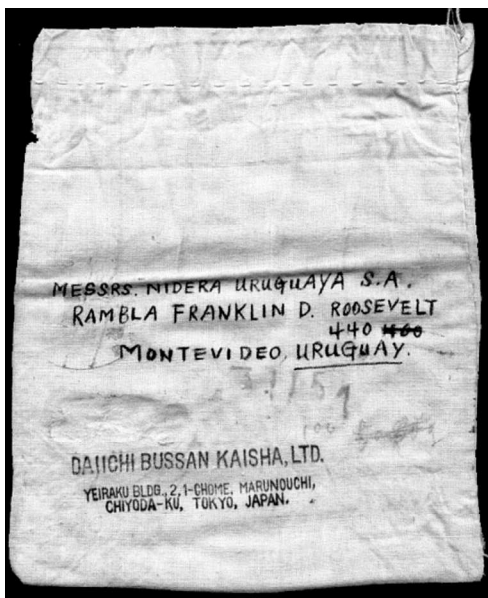 MESSRS. NIDERA URUGUAYA S.A.
RAMBLA FRANKLIN D. ROOSEVELT
440 460
MONTEVIDEO, URUGUAY.
DAIICHI BUSSAN KAISHA, LTD.
YEIRAKU BLDG., 2, 1-CHOME, MARUNOUCHI,
CHIYODA-KU, TOKYO, JAPAN.